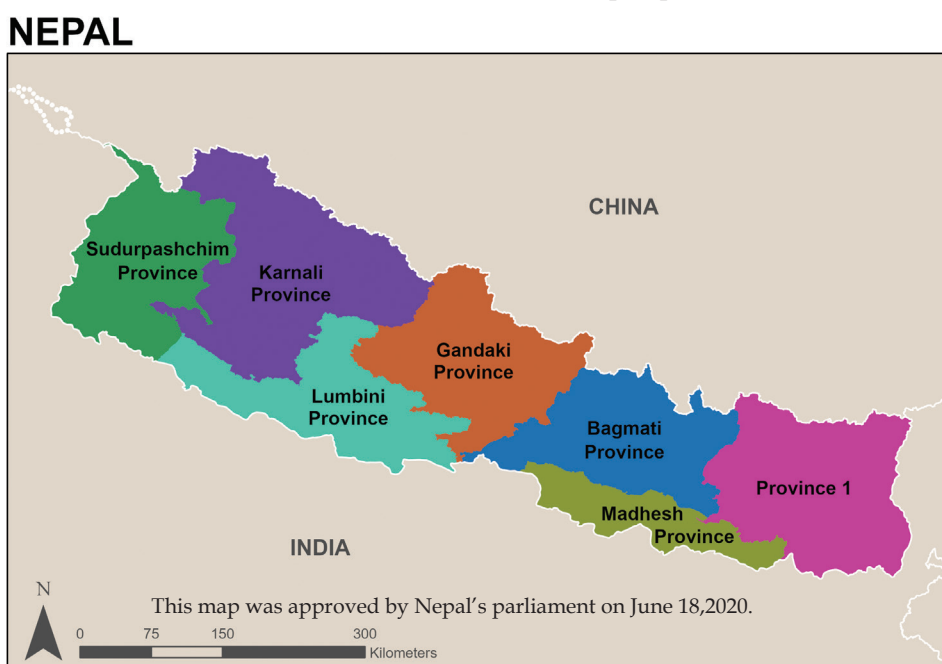 NEPAL
CHINA
Sudurpashchim
Province
Karnali
Province
Gandaki
Province
Lumbini
Province
Bagmati
Province
Province 1
Madhesh
Province
INDIA
N
This map was approved by Nepal’s parliament on June 18,2020.
0 75 150 300
Kilometers